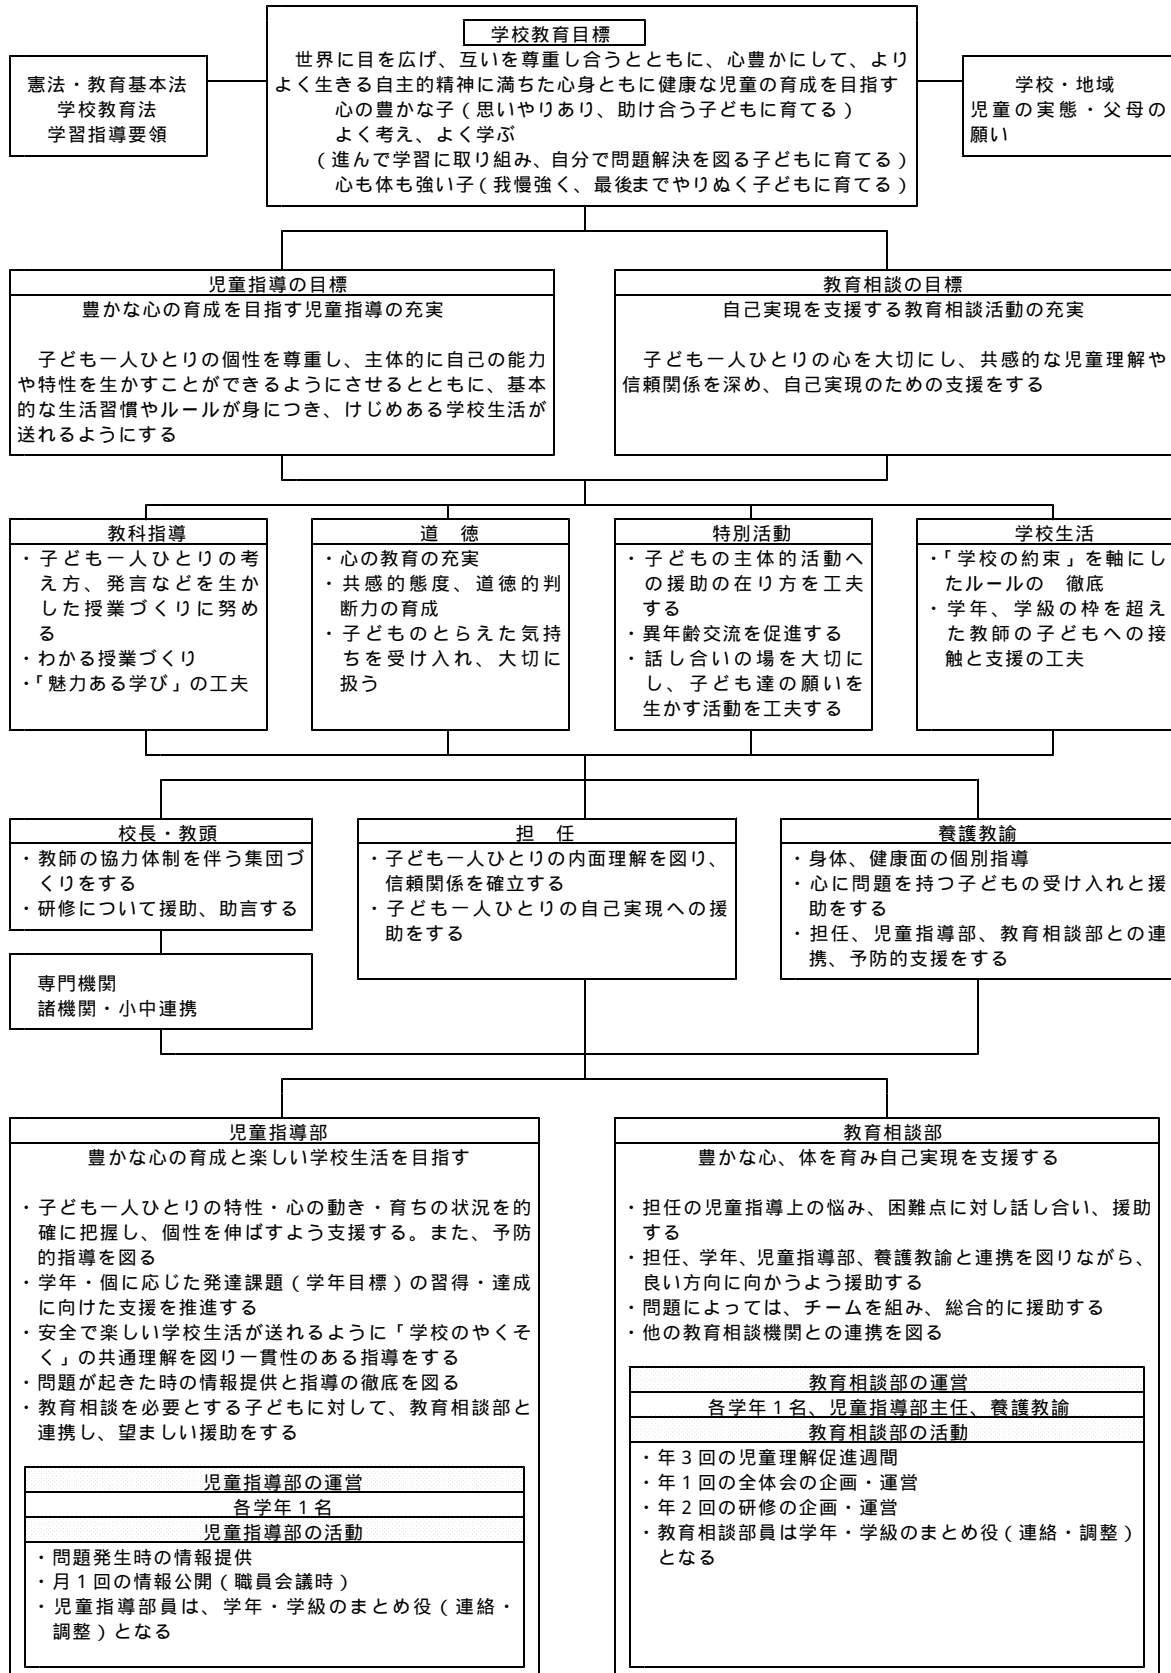 学校教育目標
世界に目を広げ、互いを尊重し合うとともに、心豊かにして、より
よく生きる自主的精神に満ちた心身ともに健康な児童の育成を目指す
心の豊かな子（思いやりあり、助け合う子どもに育てる）
よく考え、よく学ぶ
（進んで学習に取り組み、自分で問題解決を図る子どもに育てる）
心も体も強い子（我慢強く、最後までやりぬく子どもに育てる）
憲法・教育基本法
学校教育法
学習指導要領
学校・地域
児童の実態・父母の
願い
児童指導の目標
豊かな心の育成を目指す児童指導の充実
子ども一人ひとりの個性を尊重し、主体的に自己の能力
や特性を生かすことができるようにさせるとともに、基本
的な生活習慣やルールが身につき、けじめある学校生活が
送れるようにする
教育相談の目標
自己実現を支援する教育相談活動の充実
子ども一人ひとりの心を大切にし、共感的な児童理解や
信頼関係を深め、自己実現のための支援をする
教科指導
・子ども一人ひとりの考
え方、発言などを生か
した授業づくりに努め
る
・わかる授業づくり
・「魅力ある学び」の工夫
道　徳
・心の教育の充実
・共感的態度、道徳的判
断力の育成
・子どものとらえた気持
ちを受け入れ、大切に
扱う
特別活動
・子どもの主体的活動へ
の援助の在り方を工夫
する
・異年齢交流を促進する
・話し合いの場を大切に
し、子ども達の願いを
生かす活動を工夫する
学校生活
・「学校の約束」を軸にし
たルールの　徹底
・学年、学級の枠を超え
た教師の子どもへの接
触と支援の工夫
校長・教頭
・教師の協力体制を伴う集団づ
くりをする
・研修について援助、助言する
専門機関
諸機関・小中連携
担　任
・子ども一人ひとりの内面理解を図り、
信頼関係を確立する
・子ども一人ひとりの自己実現への援
助をする
養護教諭
・身体、健康面の個別指導
・心に問題を持つ子どもの受け入れと援
助をする
・担任、児童指導部、教育相談部との連
携、予防的支援をする
児童指導部
豊かな心の育成と楽しい学校生活を目指す
・子ども一人ひとりの特性・心の動き・育ちの状況を的
確に把握し、個性を伸ばすよう支援する。また、予防
的指導を図る
・学年・個に応じた発達課題（学年目標）の習得・達成
に向けた支援を推進する
・安全で楽しい学校生活が送れるように「学校のやくそ
く」の共通理解を図り一貫性のある指導をする
・問題が起きた時の情報提供と指導の徹底を図る
・教育相談を必要とする子どもに対して、教育相談部と
連携し、望ましい援助をする
児童指導部の運営
各学年１名
児童指導部の活動
・問題発生時の情報提供
・月１回の情報公開（職員会議時）
・児童指導部員は、学年・学級のまとめ役（連絡・
調整）となる
教育相談部
豊かな心、体を育み自己実現を支援する
・担任の児童指導上の悩み、困難点に対し話し合い、援助
する
・担任、学年、児童指導部、養護教諭と連携を図りながら、
良い方向に向かうよう援助する
・問題によっては、チームを組み、総合的に援助する
・他の教育相談機関との連携を図る
教育相談部の運営
各学年１名、児童指導部主任、養護教諭
教育相談部の活動
・年３回の児童理解促進週間
・年１回の全体会の企画・運営
・年２回の研修の企画・運営
・教育相談部員は学年・学級のまとめ役（連絡・調整）
となる